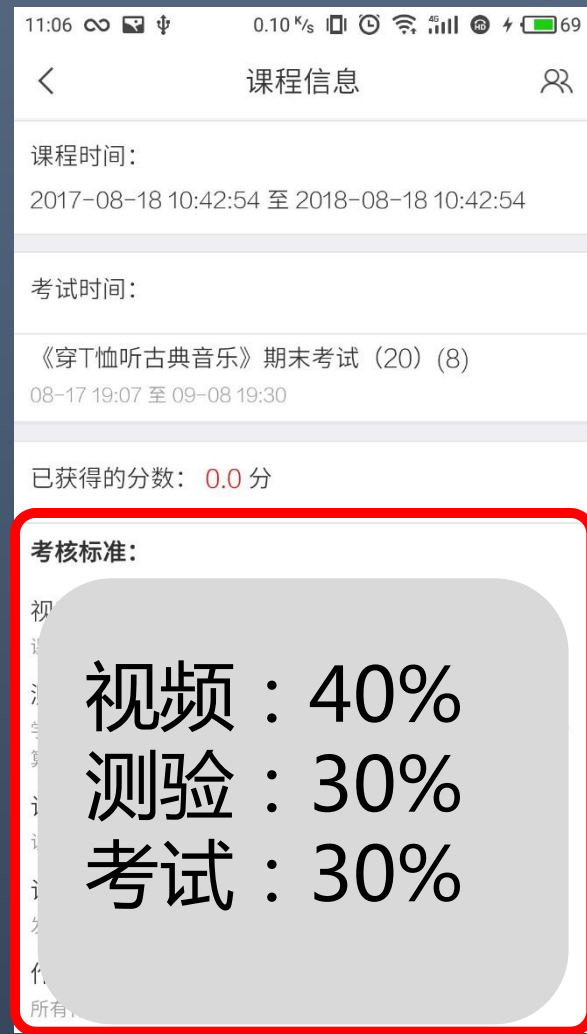 11:06 0.10 K/s 4G HD 69
课程信息
课程时间：
2017-08-18 10:42:54 至 2018-08-18 10:42:54
考试时间：
《穿T恤听古典音乐》期末考试（20）(8)
08-17 19:07 至 09-08 19:30
已获得的分数： 0.0 分
考核标准：
视频：40%
测验：30%
考试：30%
所有